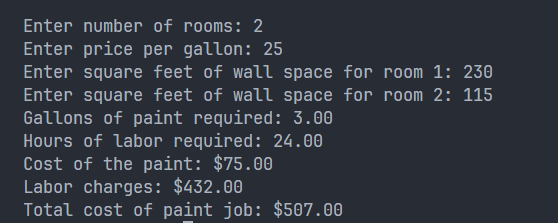 Enter number of rooms: 2
Enter price per gallon: 25
Enter square feet of wall space for room 1: 230
Enter square feet of wall space for room 2: 115
Gallons of paint required: 3.00
Hours of labor required: 24.00
Cost of the paint: $75.00
Labor charges: $432.00
Total cost of paint job: $507.00